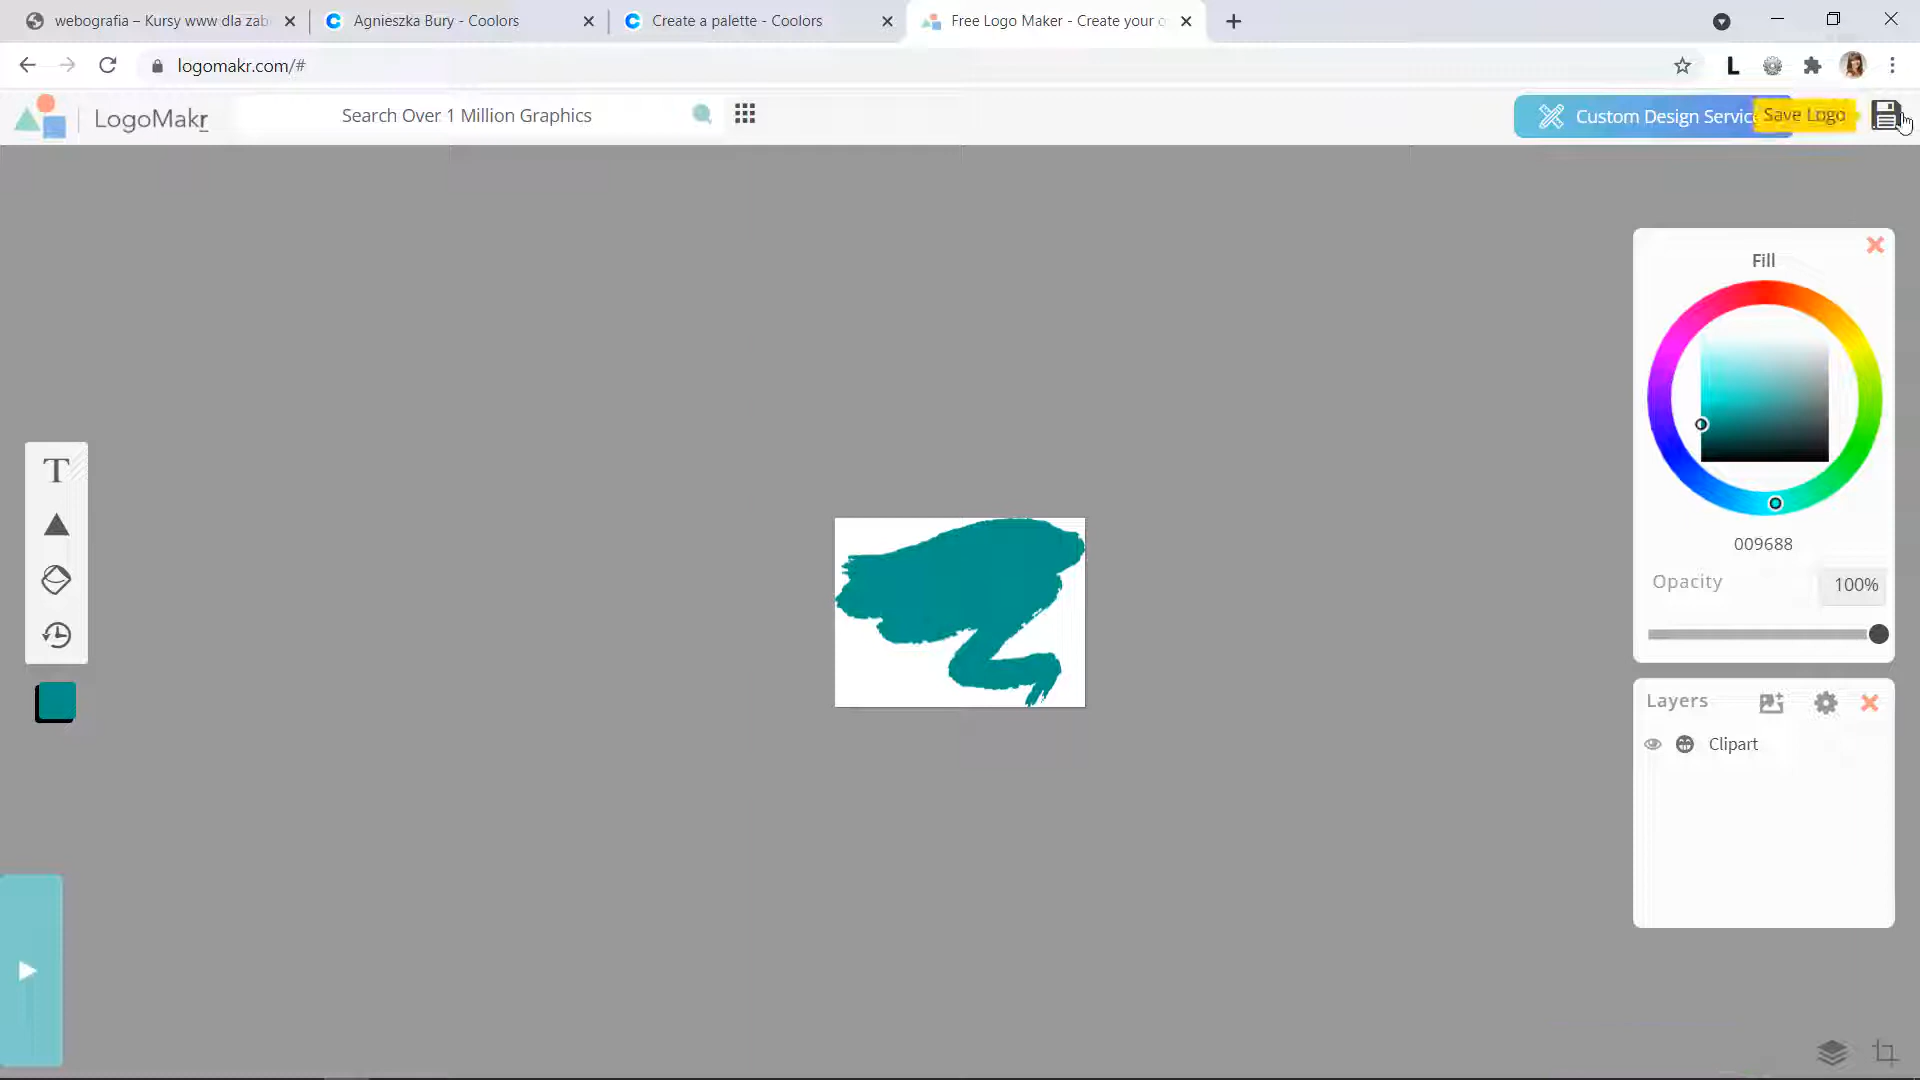 webografia – Kursy www dla zab
Agnieszka Bury - Coolors
Create a palette - Coolors
Free Logo Maker - Create your o
logomakr.com/#
L
LogoMakr
Search Over 1 Million Graphics
Custom Design Servic
Save Logo
Fill
009688
Opacity
100%
T
Layers
Clipart